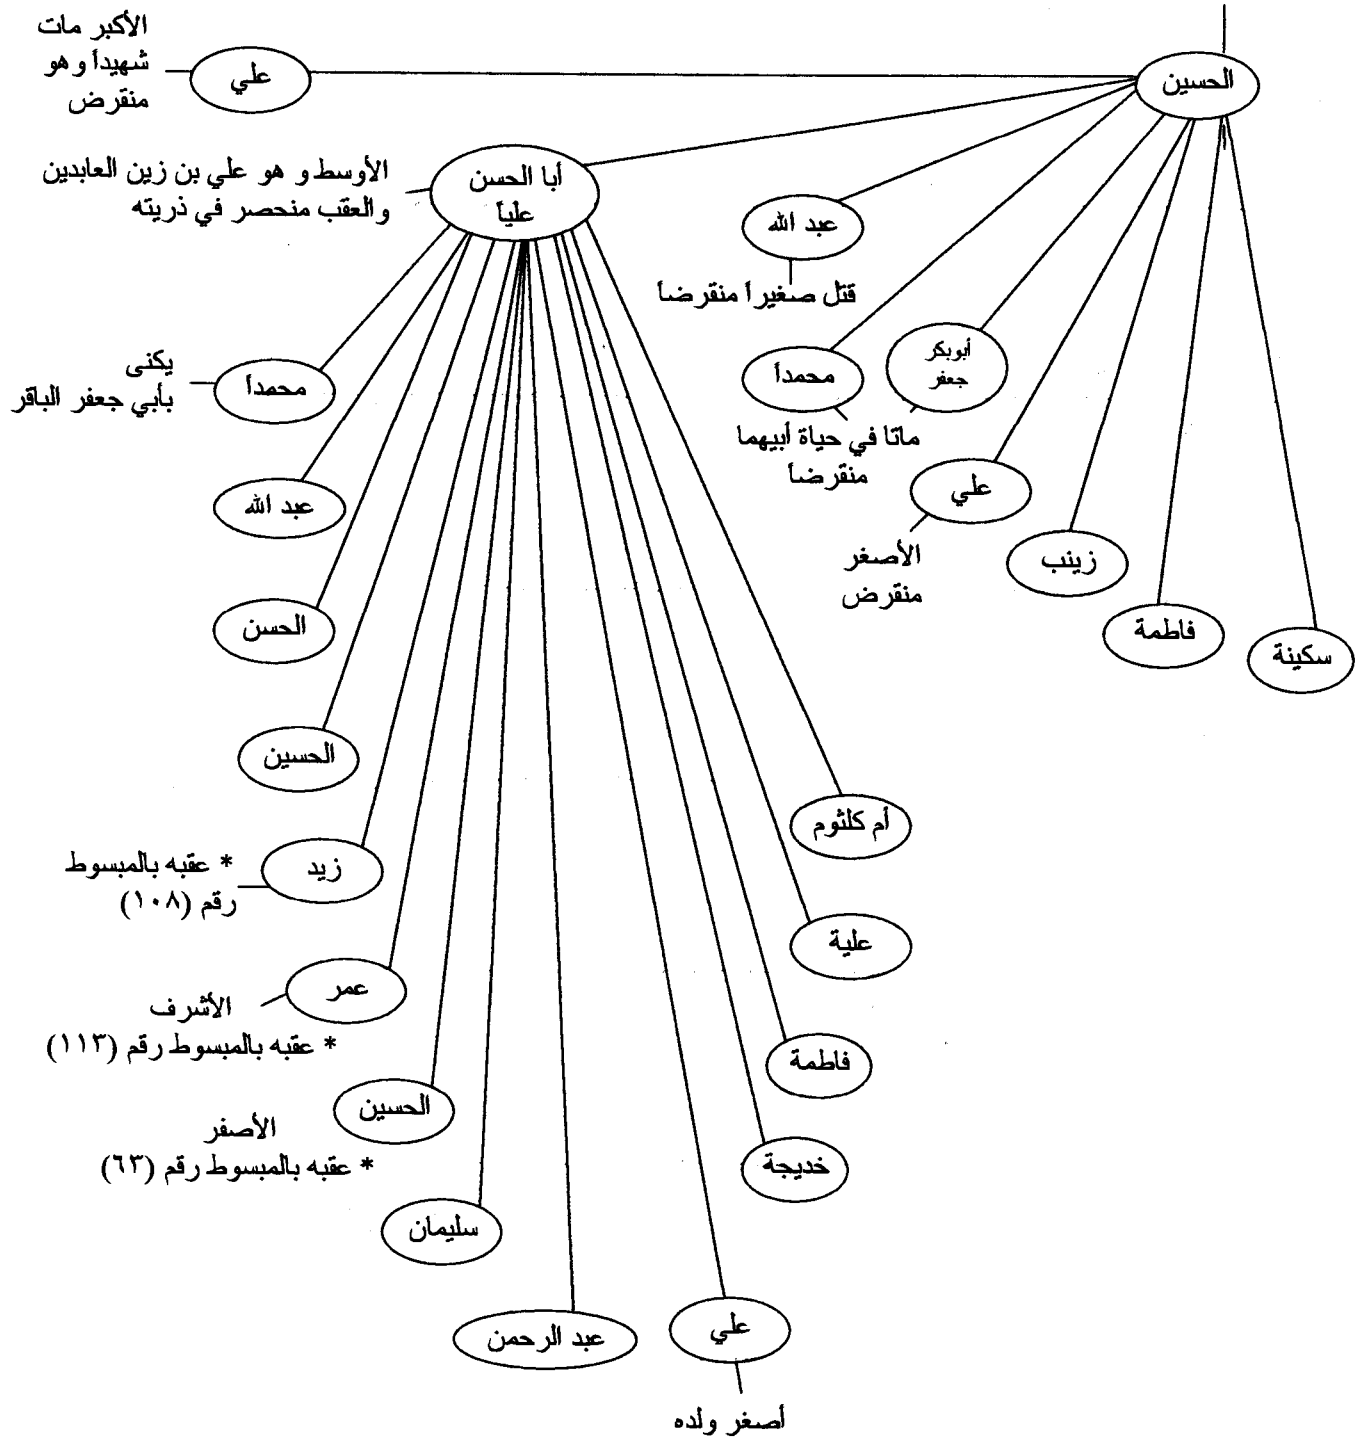 الحسين
الأكبر مات
شهيداً و هو
منقرض
علي
أبا الحسن
علياً
الأوسط و هو علي بن زين العابدين
والعقب منحصر في ذريته
عبد الله
قتل صغيراً منقرضاً
محمداً
أبوبكر
جعفر
ماتا في حياة أبيهما
منقرضاً
علي
الأصغر
منقرض
زينب
فاطمة
سكينة
محمداً
يكنى
بأبي جعفر الباقر
عبد الله
الحسن
الحسين
زيد
* عقبه بالمبسوط
رقم (١٠٨)
عمر
الأشرف
* عقبه بالمبسوط رقم (١١٣)
الحسين
الأصفر
* عقبه بالمبسوط رقم (٦٣)
سليمان
عبد الرحمن
علي
أصغر ولده
خديجة
فاطمة
علية
أم كلثوم